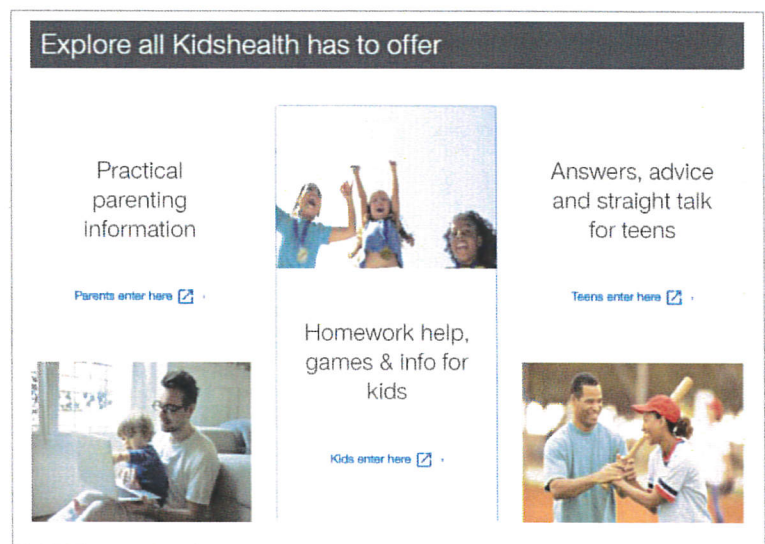 Explore all Kidshealth has to offer
Practical
parenting
information
Parents enter here
Homework help,
games & info for
kids
Kids enter here
Answers, advice
and straight talk
for teens
Teens enter here